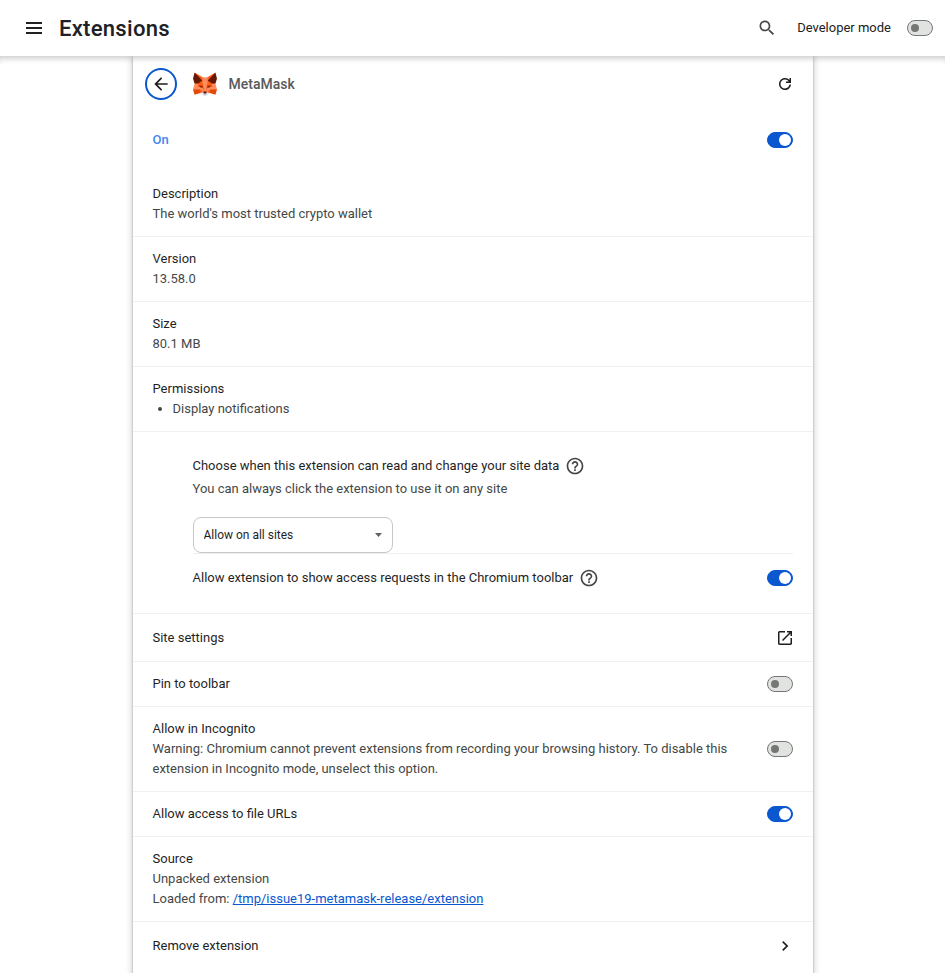 Extensions
Developer mode
MetaMask
On
Description
The world's most trusted crypto wallet
Version
13.58.0
Size
80.1 MB
Permissions
• Display notifications
Choose when this extension can read and change your site data
You can always click the extension to use it on any site
Allow on all sites
Allow extension to show access requests in the Chromium toolbar
Site settings
Pin to toolbar
Allow in Incognito
Warning: Chromium cannot prevent extensions from recording your browsing history. To disable this
extension in Incognito mode, unselect this option.
Allow access to file URLs
Source
Unpacked extension
Loaded from: /tmp/issue19-metamask-release/extension
Remove extension